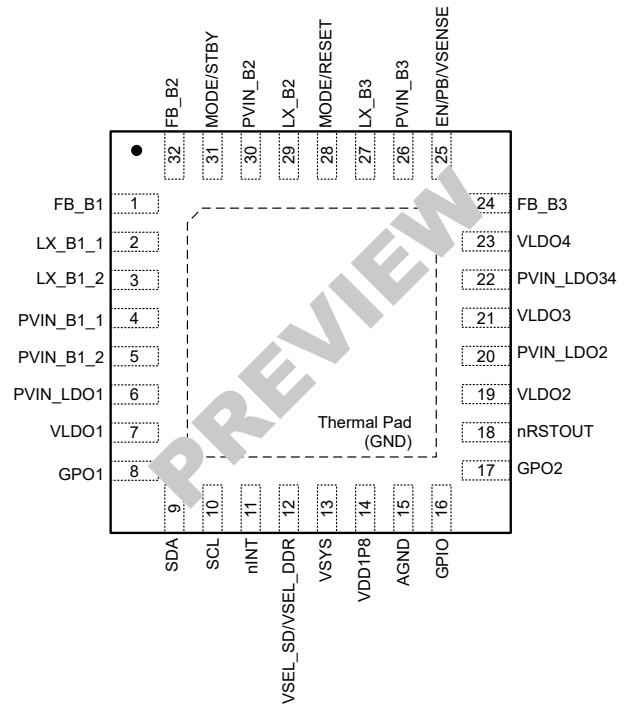 FB_B2
MODE/STBY
PVIN_B2
LX_B2
MODE/RESET
LX_B3
PVIN_B3
EN/PB/VSENSE
32
31
30
29
28
27
26
25
FB_B1 1
LX_B1_1 2
LX_B1_2 3
PVIN_B1_1 4
PVIN_B1_2 5
PVIN_LDO1 6
VLDO1 7
GPO1 8
24 FB_B3
23 VLDO4
22 PVIN_LDO34
21 VLDO3
20 PVIN_LDO2
19 VLDO2
18 nRSTOUT
17 GPO2
PREVIEW
Thermal Pad
(GND)
9
10
11
12
13
14
15
16
SDA
SCL
nINT
VSEL_SD/VSEL_DDR
VSYS
VDD1P8
AGND
GPIO